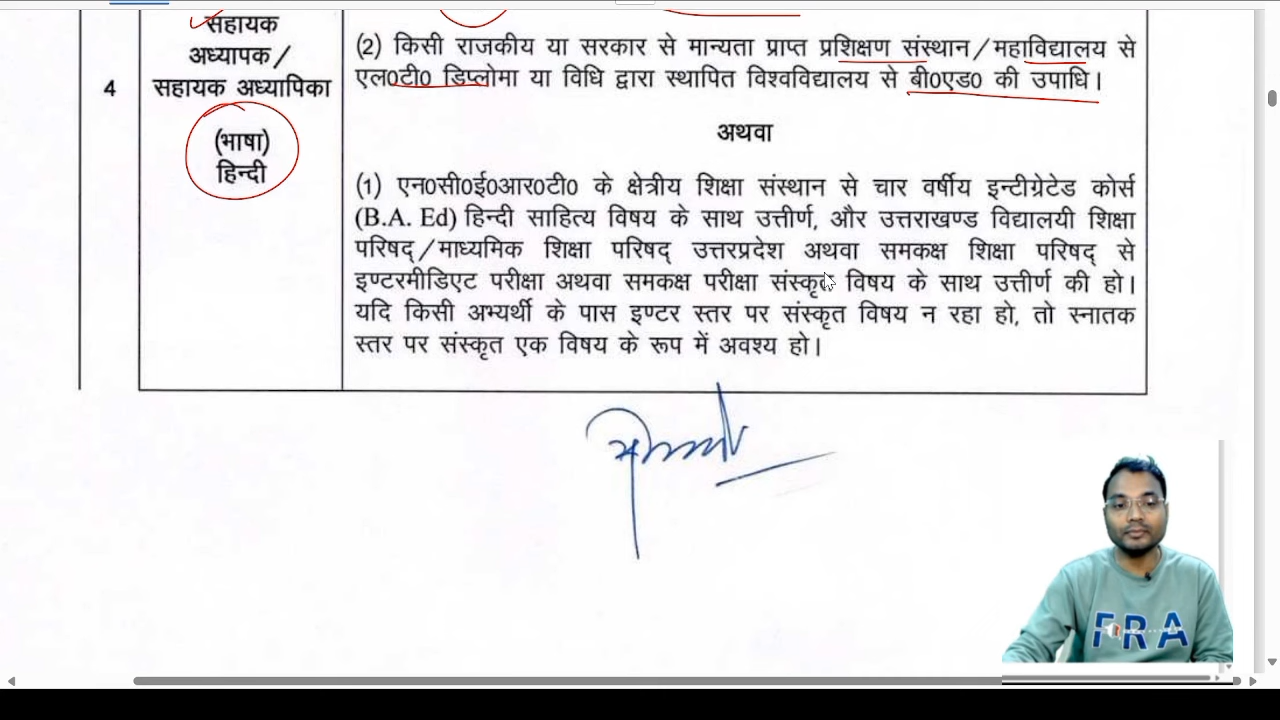 सहायक
अध्यापक/
सहायक अध्यापिका
4
(भाषा)
हिन्दी
(2) किसी राजकीय या सरकार से मान्यता प्राप्त प्रशिक्षण संस्थान/महाविद्यालय से
एल0टी0 डिप्लोमा या विधि द्वारा स्थापित विश्वविद्यालय से बी0एड0 की उपाधि।
अथवा
(1) एन0सी0ई0आर0टी0 के क्षेत्रीय शिक्षा संस्थान से चार वर्षीय इन्टीग्रेटेड कोर्स
(B.A. Ed) हिन्दी साहित्य विषय के साथ उत्तीर्ण, और उत्तराखण्ड विद्यालयी शिक्षा
परिषद्/माध्यमिक शिक्षा परिषद् उत्तरप्रदेश अथवा समकक्ष शिक्षा परिषद् से
इण्टरमीडिएट परीक्षा अथवा समकक्ष परीक्षा संस्कृत विषय के साथ उत्तीर्ण की हो।
यदि किसी अभ्यर्थी के पास इण्टर स्तर पर संस्कृत विषय न रहा हो, तो स्नातक
स्तर पर संस्कृत एक विषय के रूप में अवश्य हो।
FRA